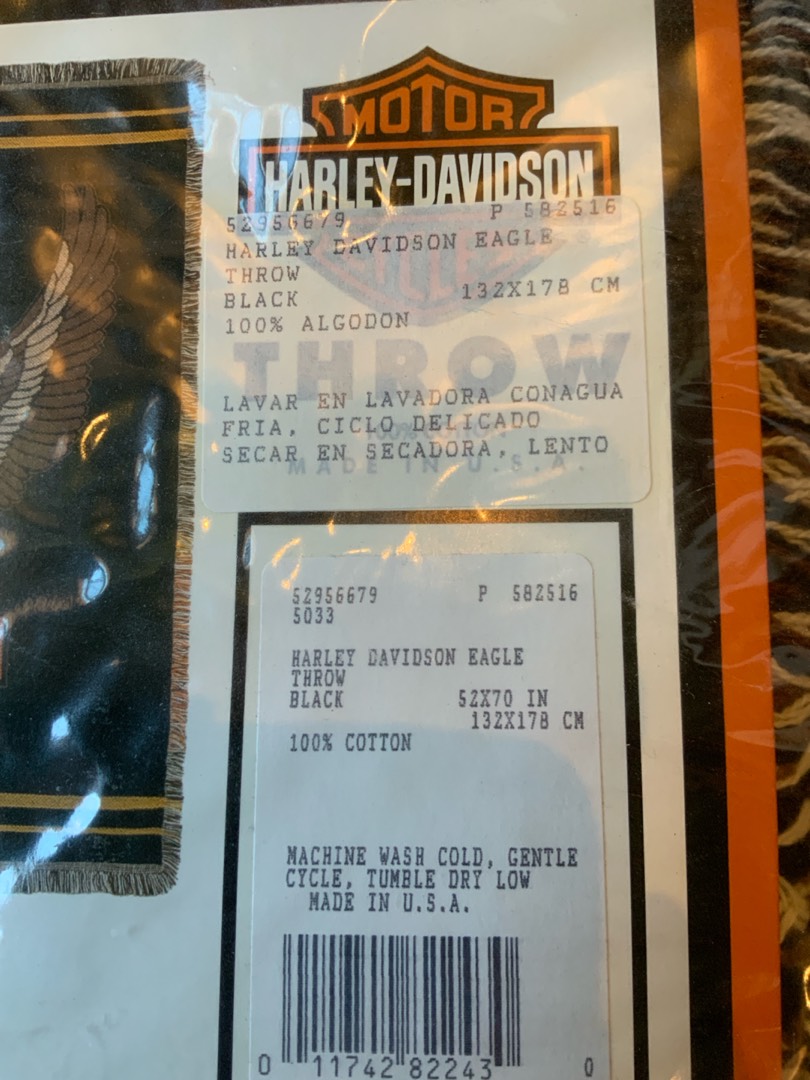 MOTOR
HARLEY-DAVIDSON
52956679 P 582516
HARLEY DAVIDSON EAGLE
THROW
BLACK 132X178 CM
100% ALGODON
THROW
LAVAR EN LAVADORA CONAGUA
FRIA, CICLO DELICADO
SECAR EN SECADORA, LENTO
MADE IN U.S.A.
52956679 P 582516
5033
HARLEY DAVIDSON EAGLE
THROW
BLACK 52X70 IN
132X178 CM
100% COTTON
MACHINE WASH COLD, GENTLE
CYCLE, TUMBLE DRY LOW
MADE IN U.S.A.
0 11742 82243 0